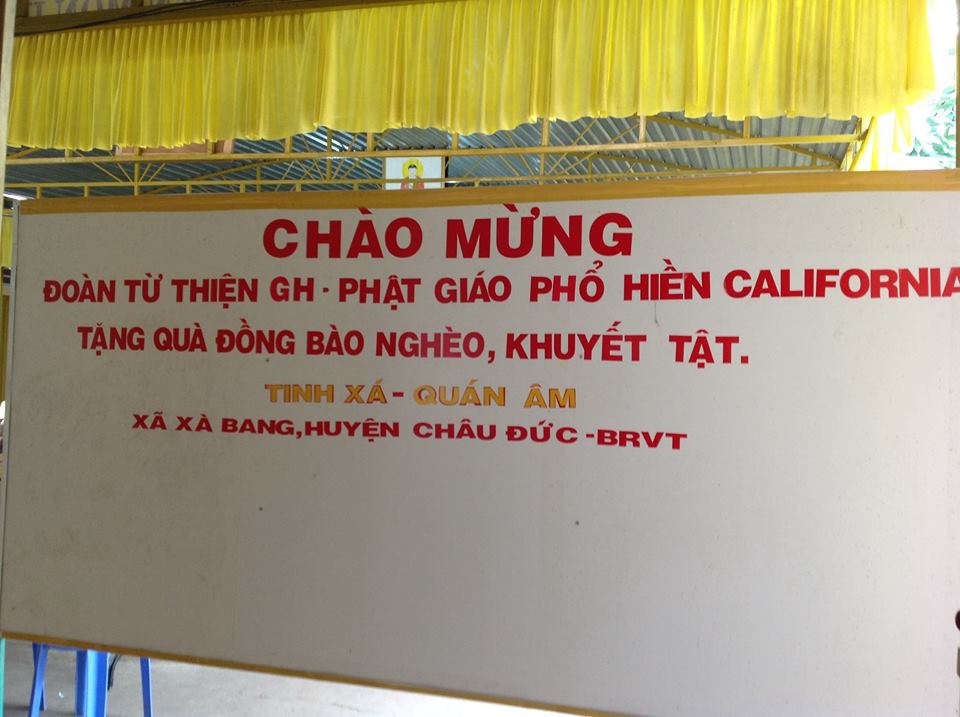 CHÀO MỪNG
ĐOÀN TỪ THIỆN GH - PHẬT GIÁO PHỔ HIỀN CALIFORNIA
TẶNG QUÀ ĐỒNG BÀO NGHÈO, KHUYẾT TẬT.
TINH XÁ - QUÁN ÂM
XÃ XÀ BANG, HUYỆN CHÂU ĐỨC - BRVT